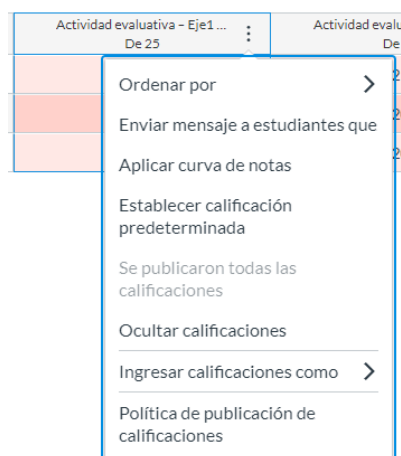 Actividad evaluativa – Eje1 ...
De 25
Actividad evalu
De
Ordenar por
Enviar mensaje a estudiantes que
Aplicar curva de notas
Establecer calificación
predeterminada
Se publicaron todas las
calificaciones
Ocultar calificaciones
Ingresar calificaciones como
Política de publicación de
calificaciones